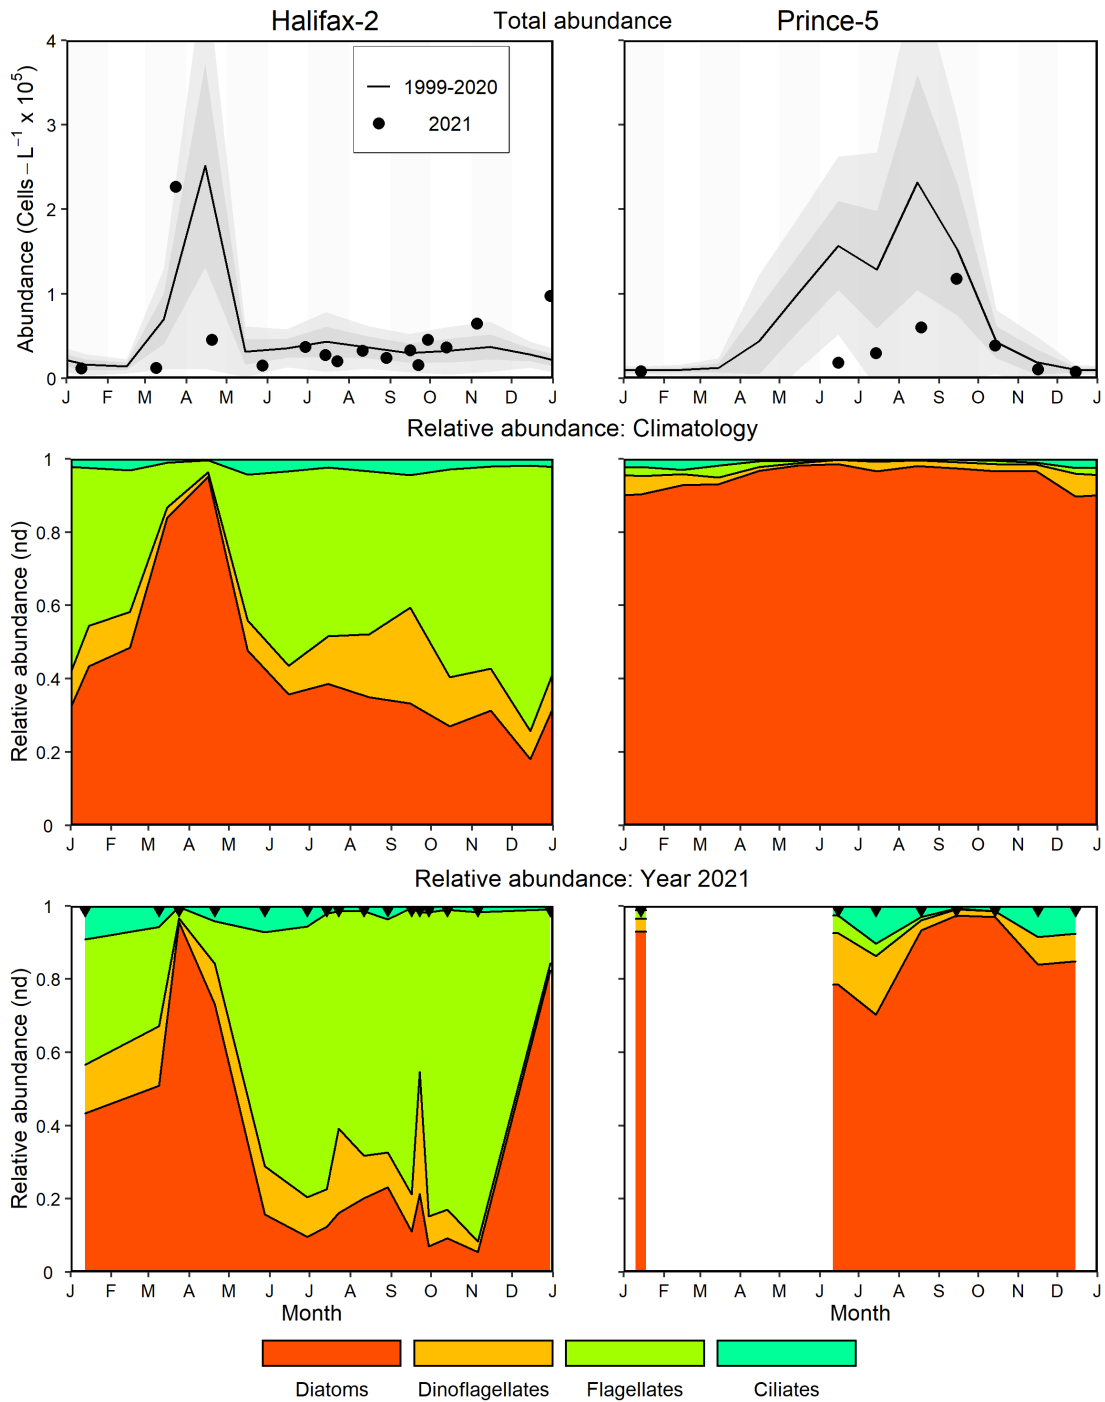 Halifax-2 Total abundance Prince-5
Abundance (Cells−L⁻¹ x 10⁵)
4
3
2
1
0
1999-2020
2021
J F M A M J J A S O N D J
J F M A M J J A S O N D J
Relative abundance: Climatology
Relative abundance (nd)
1
0.8
0.6
0.4
0.2
0
J F M A M J J A S O N D J
J F M A M J J A S O N D J
Relative abundance: Year 2021
Relative abundance (nd)
1
0.8
0.6
0.4
0.2
0
J F M A M J J A S O N D J
J F M A M J J A S O N D J
Month Month
Diatoms Dinoflagellates Flagellates Ciliates